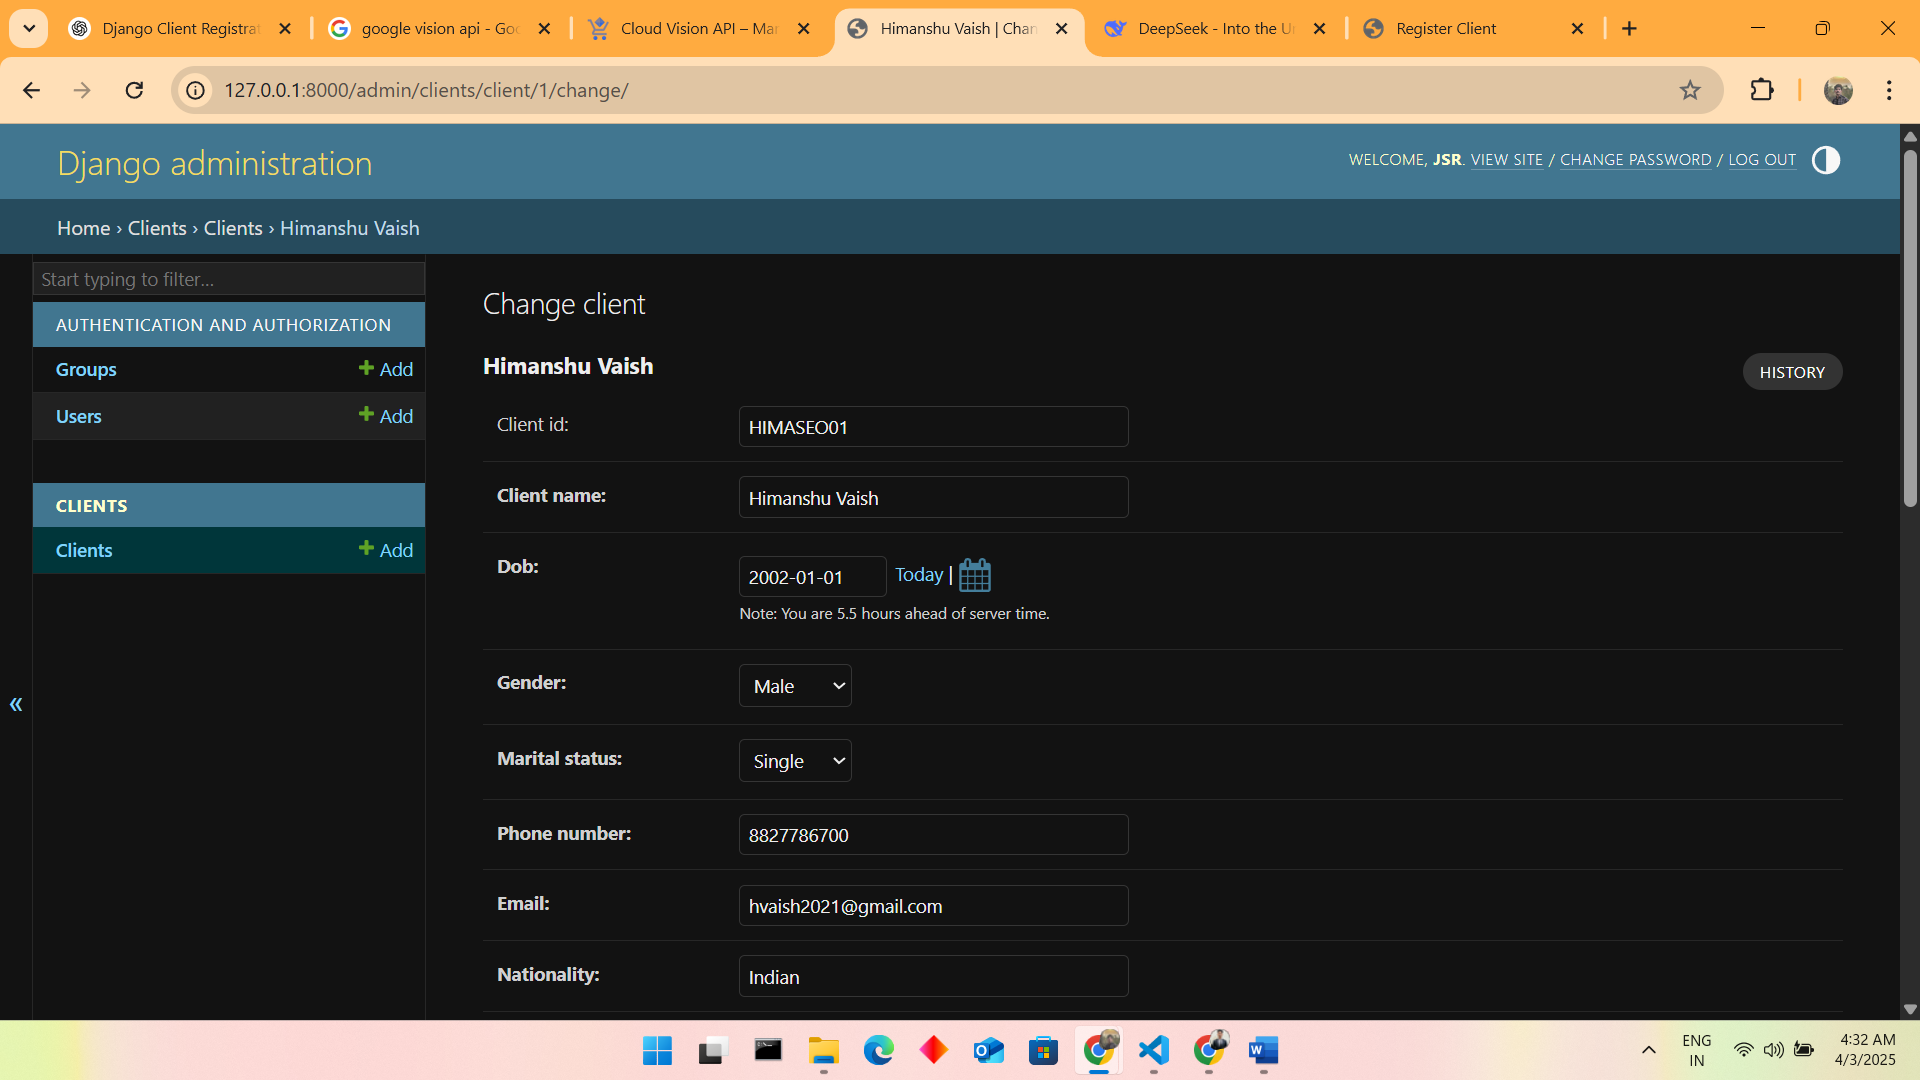 Django Client Registrat
google vision api - Goo
Cloud Vision API – Mar
Himanshu Vaish | Chan
DeepSeek - Into the U
Register Client
127.0.0.1:8000/admin/clients/client/1/change/
Django administration
WELCOME, JSR. VIEW SITE / CHANGE PASSWORD / LOG OUT
Home › Clients › Clients › Himanshu Vaish
Start typing to filter...
AUTHENTICATION AND AUTHORIZATION
Groups
Add
Users
Add
CLIENTS
Clients
Add
«
Change client
Himanshu Vaish
HISTORY
Client id:
HIMASEO01
Client name:
Himanshu Vaish
Dob:
2002-01-01
Today |
Note: You are 5.5 hours ahead of server time.
Gender:
Male
Marital status:
Single
Phone number:
8827786700
Email:
hvaish2021@gmail.com
Nationality:
Indian
ENG
IN
4:32 AM
4/3/2025